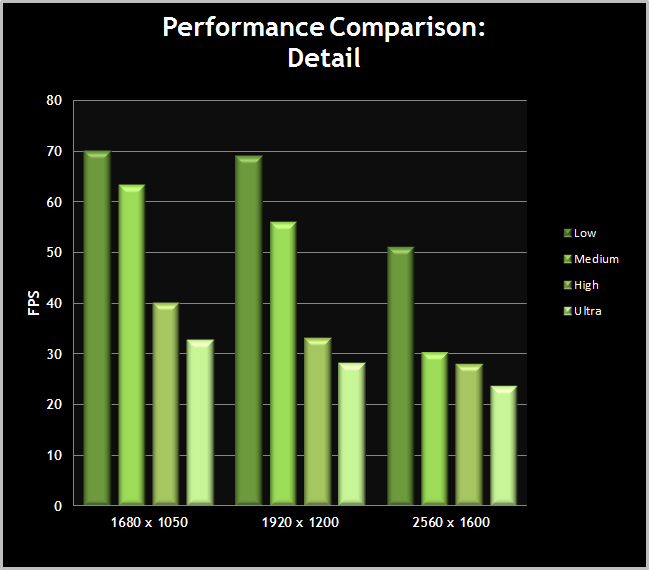 Performance Comparison:
Detail
80
70
60
50
40
30
20
10
0
FPS
1680 x 1050
1920 x 1200
2560 x 1600
Low
Medium
High
Ultra